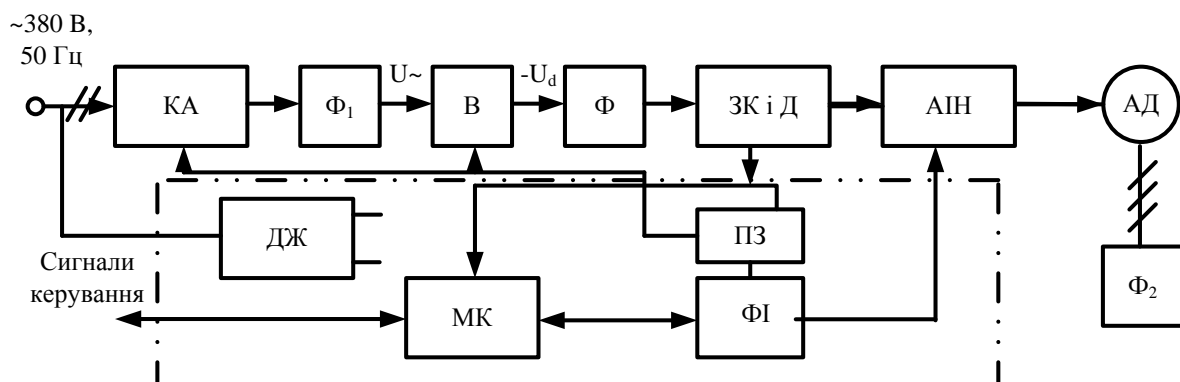 ~380 В,
50 Гц
КА
Ф1
U~
В
-Ud
Ф
ЗК і Д
АІН
АД
ДЖ
ПЗ
Сигнали
керування
МК
ФІ
Ф2